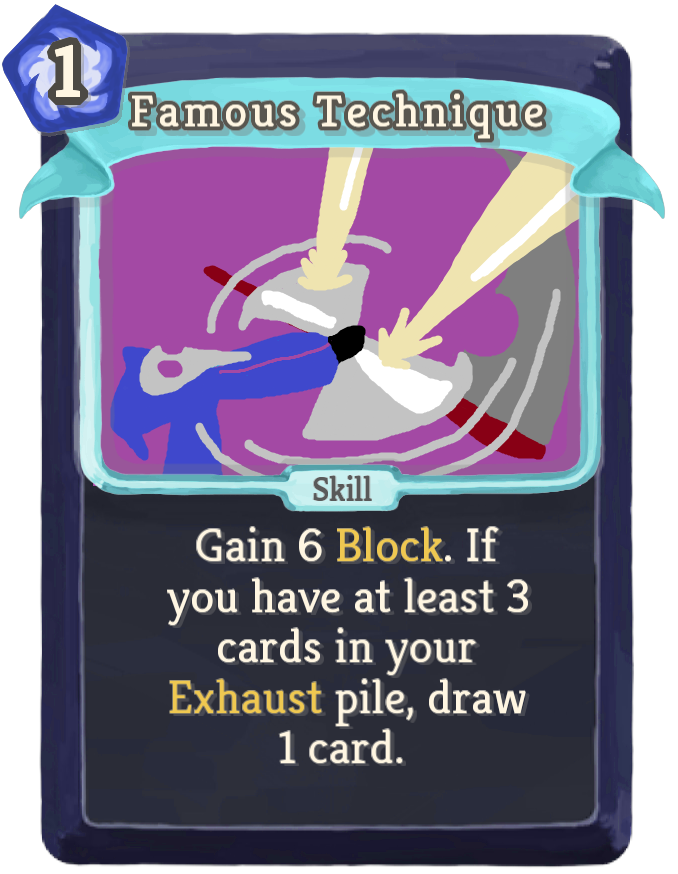 1
Famous Technique
Skill
Gain 6 Block. If
you have at least 3
cards in your
Exhaust pile, draw
1 card.